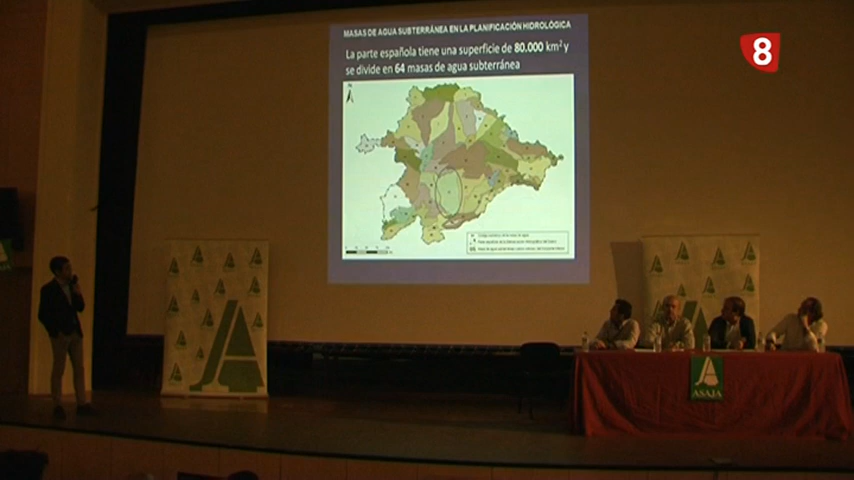 MASAS DE AGUA SUBTERRÁNEA EN LA PLANIFICACIÓN HIDROLÓGICA
La parte española tiene una superficie de 80.000 km² y
se divide en 64 masas de agua subterránea
8
ASAJA